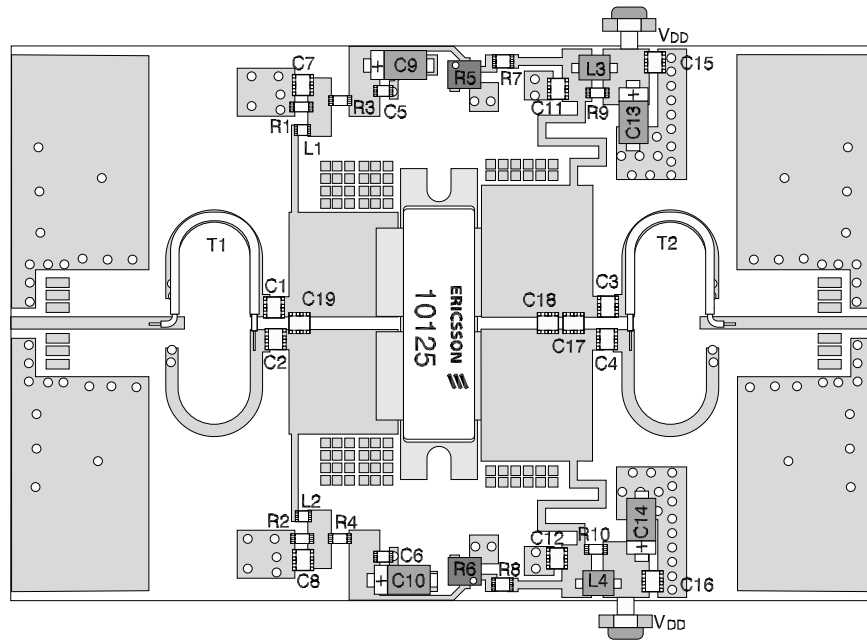 VDD
C7
C9
R5
R7
L3
C15
R3
C5
C11
R9
C13
R1
L1
T1
T2
C1
C19
ERICSSON
10125
C18
C3
C2
C17
C4
L2
R2
R4
C14
R10
C12
C6
C8
C10
R6
R8
L4
C16
VDD